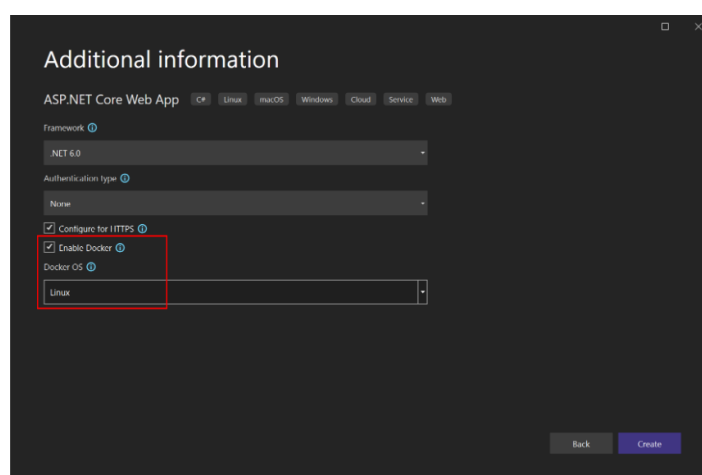 Additional information
ASP.NET Core Web App C# Linux macOS Windows Cloud Service Web
Framework
.NET 6.0
Authentication type
None
Configure for HTTPS
Enable Docker
Docker OS
Linux
Back Create